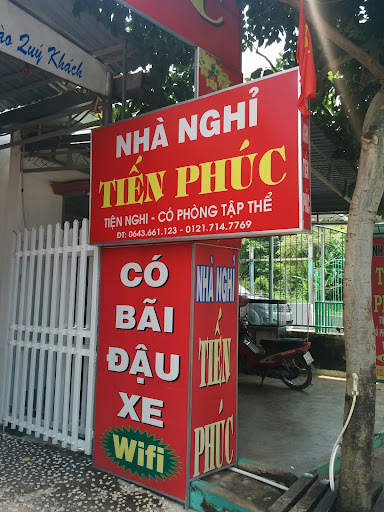 Quý Khách
NHÀ NGHỈ
TIẾN PHÚC
TIỆN NGHI - CÓ PHÒNG TẬP THỂ
ĐT: 0643.661.123 - 0121.714.7769
CÓ
BÃI
ĐẬU
XE
Wifi
NHÀ NGHỈ
TIẾN
PHÚC